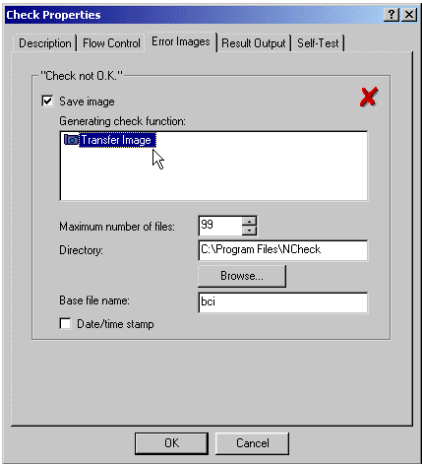 Check Properties
Description Flow Control Error Images Result Output Self-Test
"Check not O.K."
Save image
Generating check function:
Transfer Image
Maximum number of files: 99
Directory: C:\Program Files\NCheck
Browse...
Base file name: bci
Date/time stamp
OK Cancel